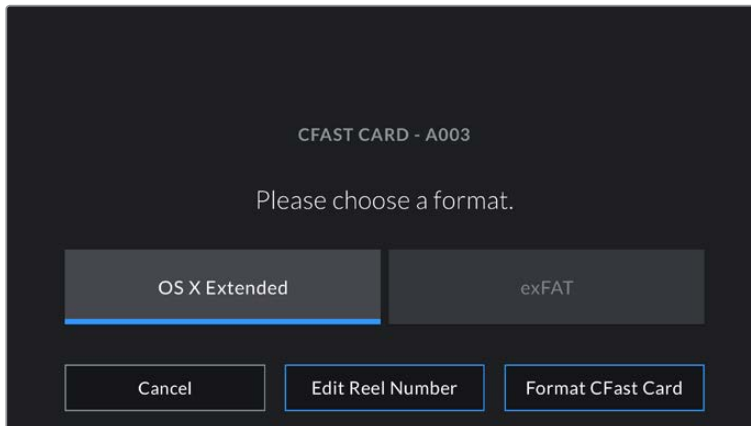 CFAST CARD - A003
Please choose a format.
OS X Extended
exFAT
Cancel
Edit Reel Number
Format CFast Card